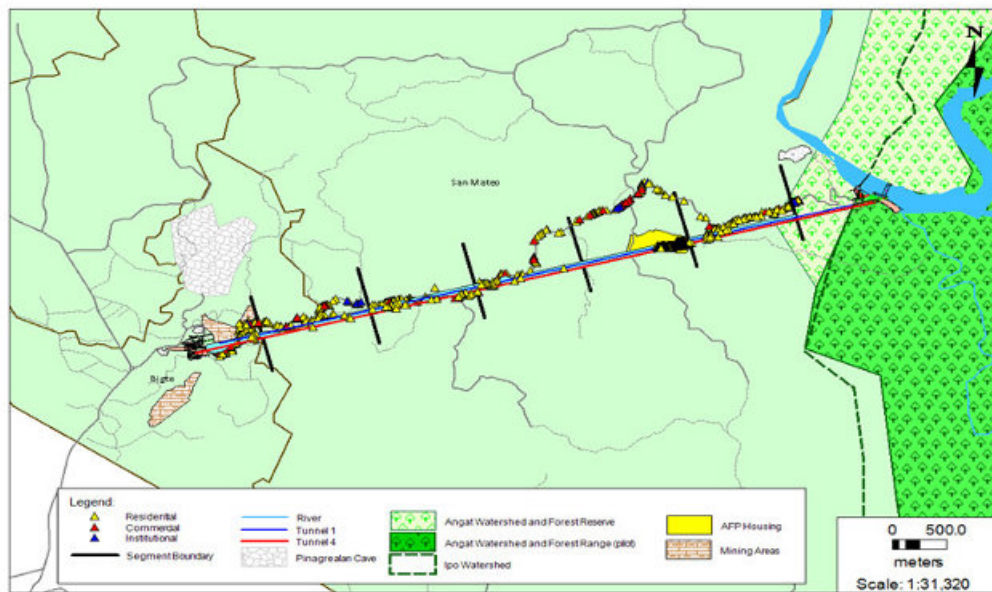 N
San Mateo
Bigte
Legend:
Residential
Commercial
Institutional
Segment Boundary
River
Tunnel 1
Tunnel 4
Pinagrealan Cave
Angat Watershed and Forest Reserve
Angat Watershed and Forest Range (pilot)
Ipo Watershed
AFP Housing
Mining Areas
0 500.0
meters
Scale: 1:31,320